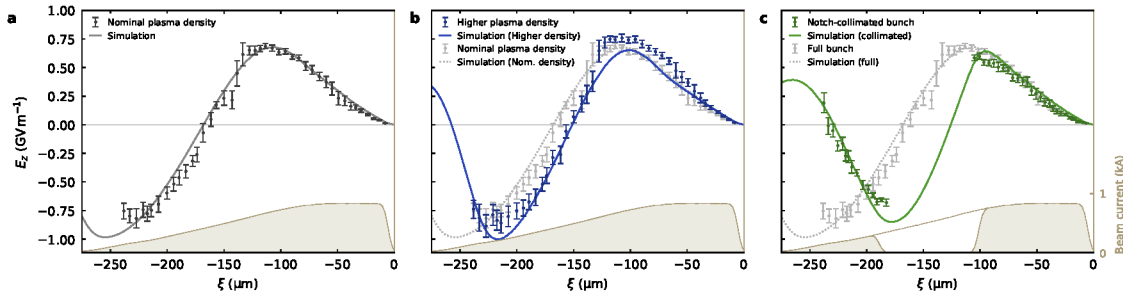 a
Nominal plasma density
Simulation
1.00
0.75
0.50
0.25
0.00
−0.25
−0.50
−0.75
−1.00
E_z (GV m⁻¹)
−250 −200 −150 −100 −50 0
ξ (μm)
b
Higher plasma density
Simulation (Higher density)
Nominal plasma density
Simulation (Nom. density)
−250 −200 −150 −100 −50 0
ξ (μm)
c
Notch-collimated bunch
Simulation (collimated)
Full bunch
Simulation (full)
−250 −200 −150 −100 −50 0
ξ (μm)
1
0
Beam current (kA)